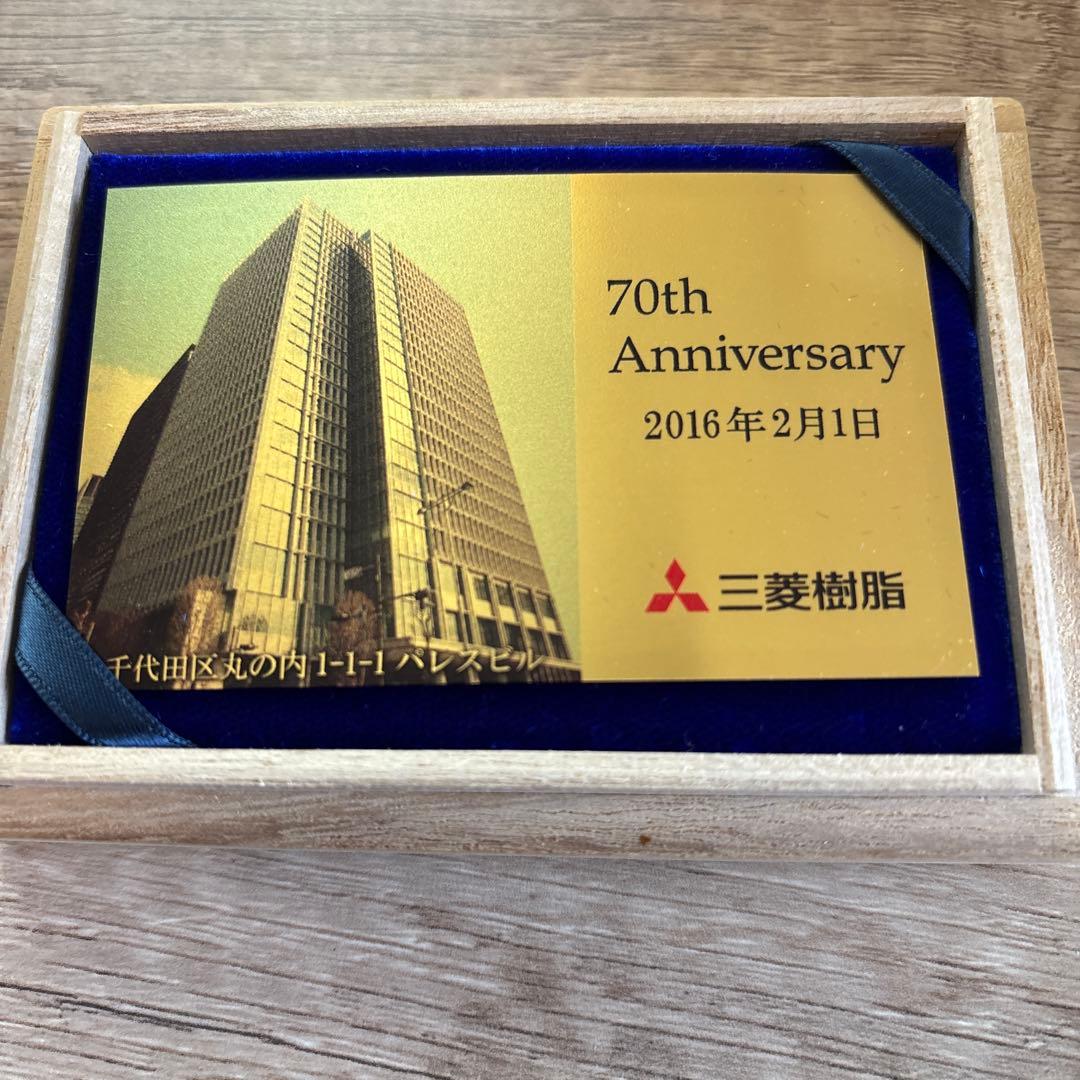 70th
Anniversary
2016年2月1日
三菱樹脂
千代田区丸の内1-1-1パレスビル